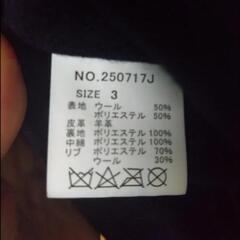 NO.250717J
SIZE 3
表地 ウール 50%
ポリエステル 50%
皮革 羊革
裏地 ポリエステル 100%
中綿 ポリエステル 100%
リブ ポリエステル 70%
ウール 30%